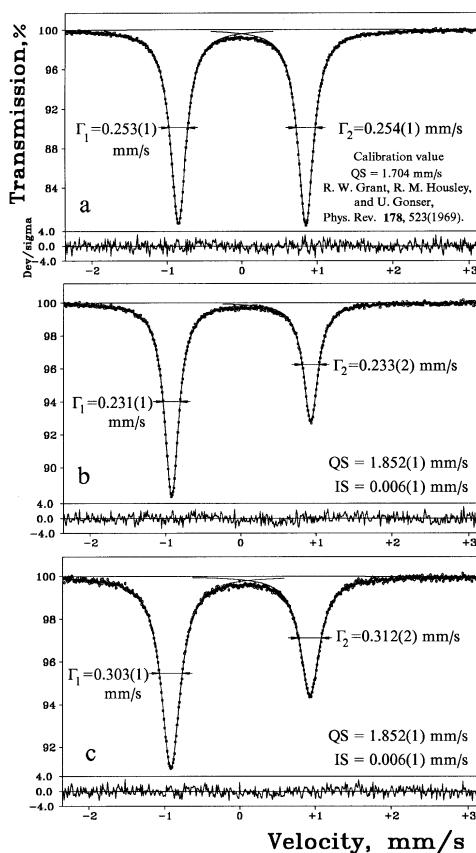 Transmission,%
100
96
92
88
84
Γ1=0.253(1)
mm/s
Γ2=0.254(1) mm/s
Calibration value
QS = 1.704 mm/s
R. W. Grant, R. M. Housley,
and U. Gonser,
Phys. Rev. 178, 523(1969).
a
Dev/sigma
4.0
0.0
-4.0
-2 -1 0 +1 +2 +3
100
98
96
94
92
90
Γ1=0.231(1)
mm/s
Γ2=0.233(2) mm/s
QS = 1.852(1) mm/s
IS = 0.006(1) mm/s
b
4.0
0.0
-4.0
-2 -1 0 +1 +2 +3
100
98
96
94
92
Γ1=0.303(1)
mm/s
Γ2=0.312(2) mm/s
QS = 1.852(1) mm/s
IS = 0.006(1) mm/s
c
4.0
0.0
-4.0
-2 -1 0 +1 +2 +3
Velocity, mm/s